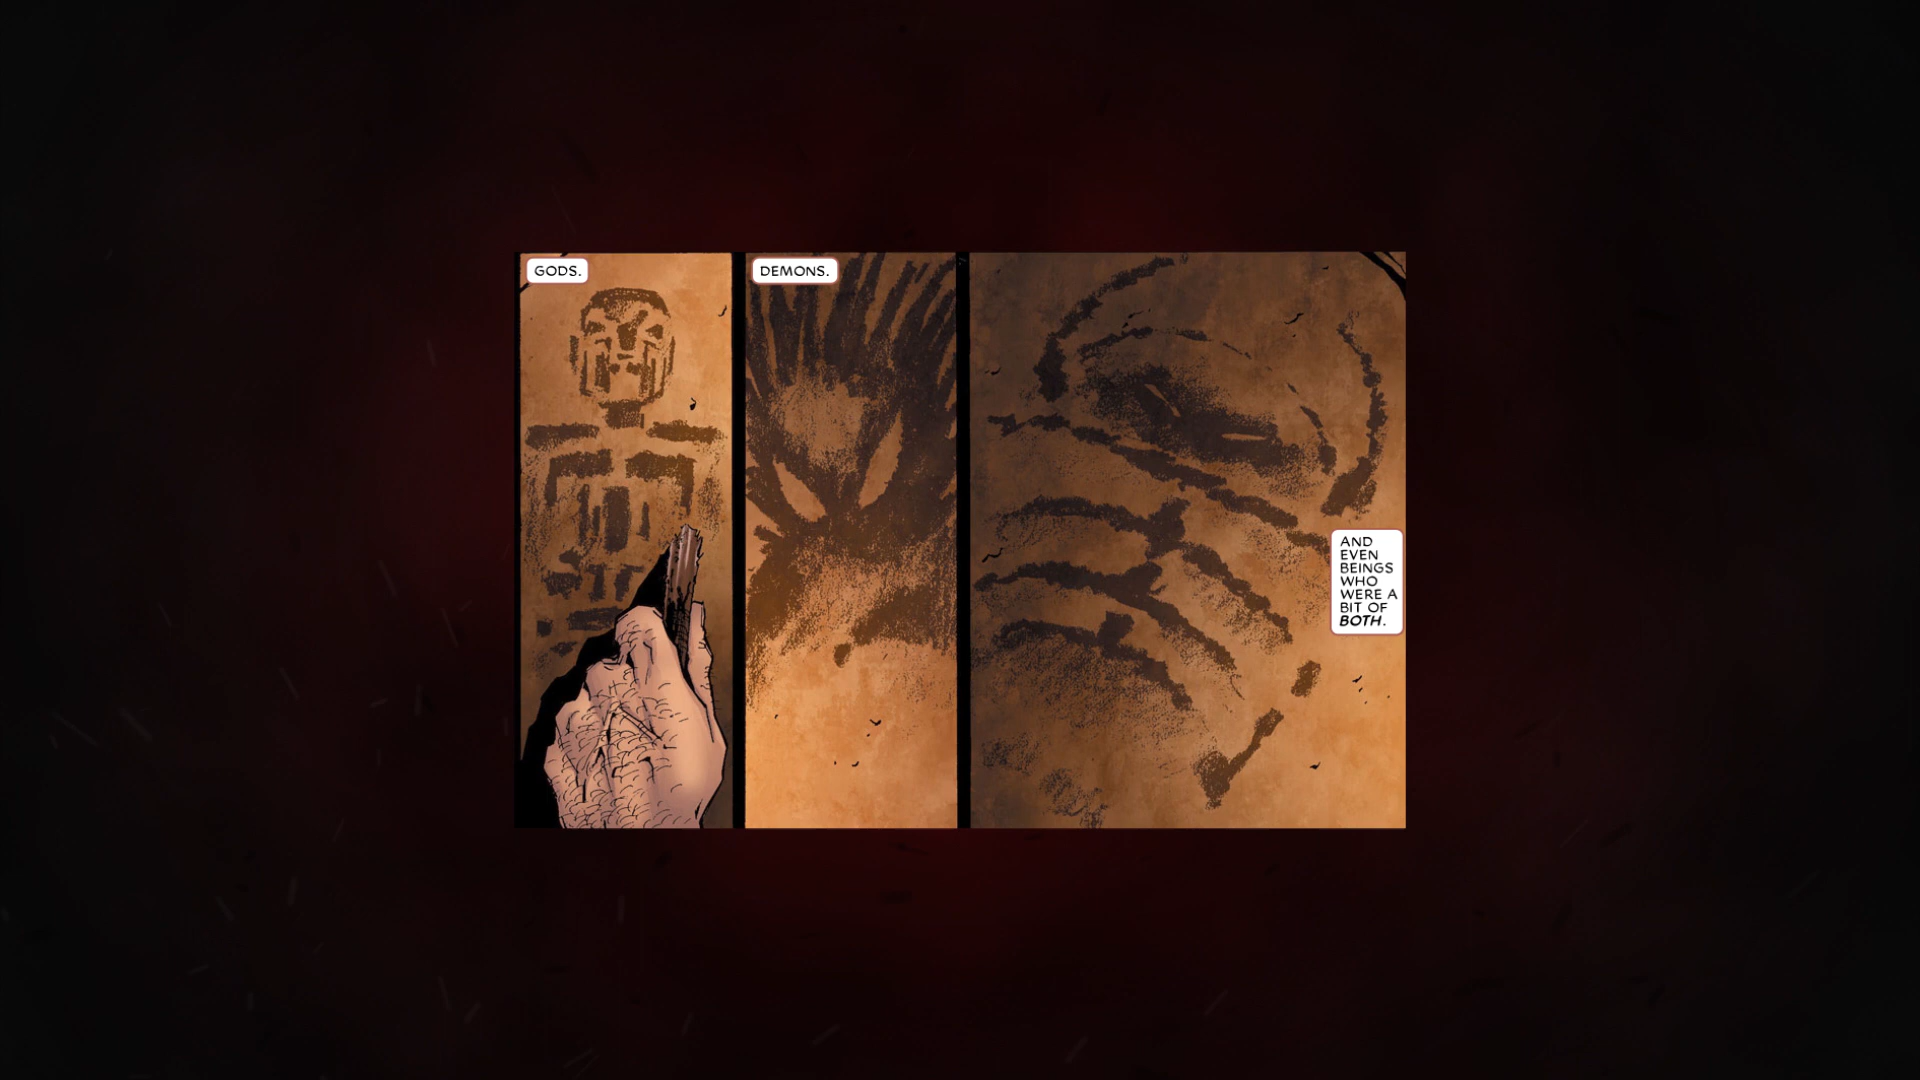 GODS.
DEMONS.
AND
EVEN
BEINGS
WHO
WERE A
BIT OF
BOTH.